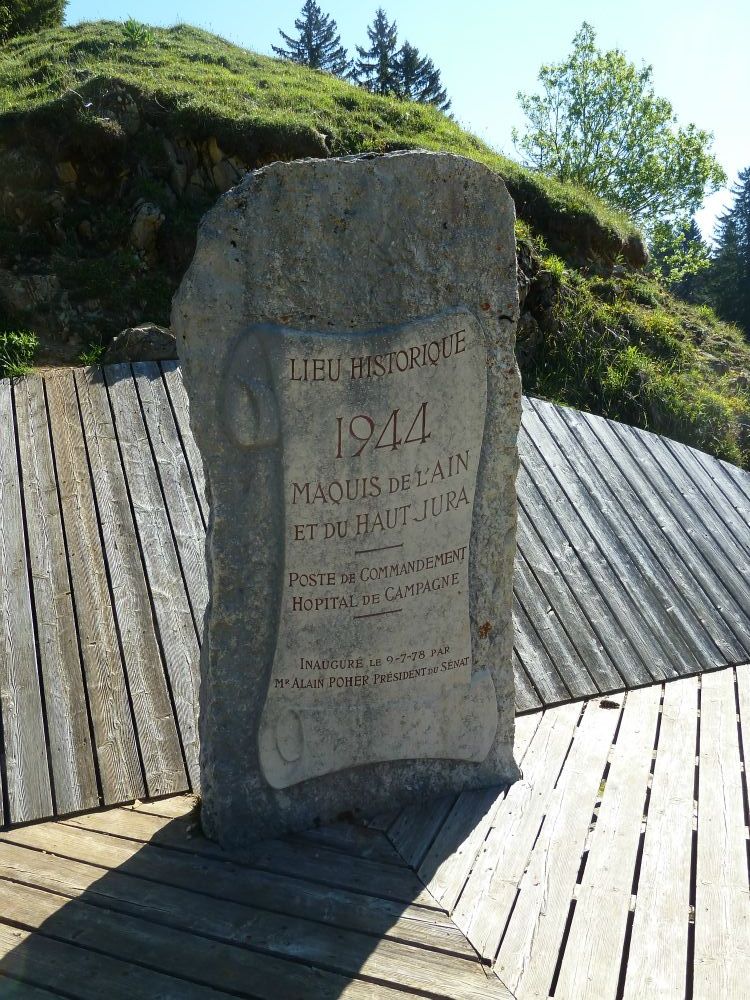 LIEU HISTORIQUE
1944
MAQUIS DE L'AIN
ET DU HAUT JURA
POSTE DE COMMANDEMENT
HOPITAL DE CAMPAGNE
INAUGURÉ LE 9-7-78 PAR
MR ALAIN POHER PRÉSIDENT DU SÉNAT